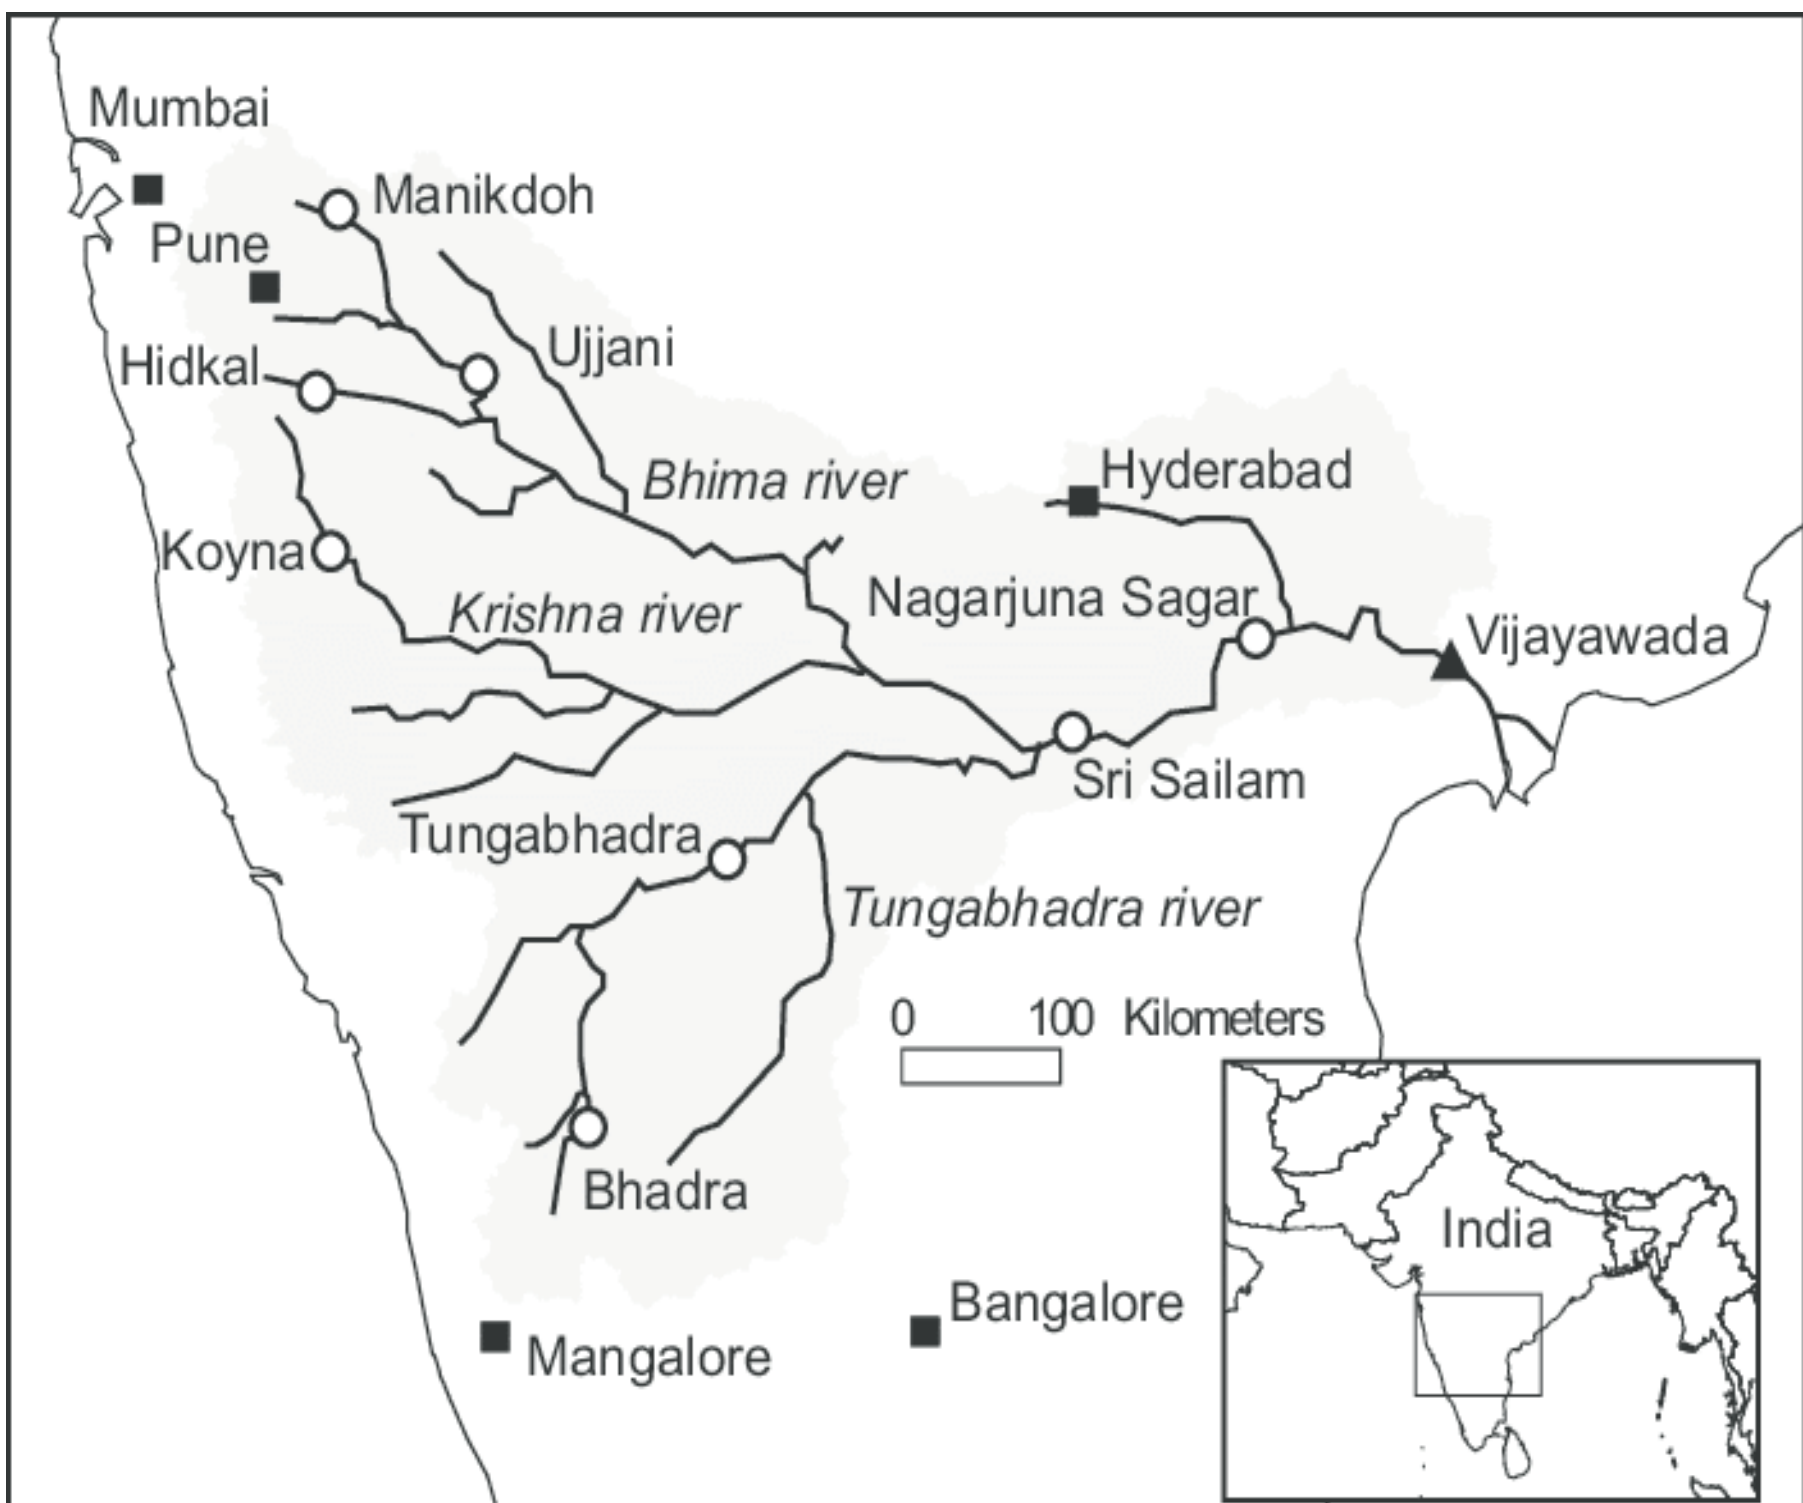 Mumbai
Manikdoh
Pune
Ujjani
Hidkal
Hyderabad
Bhima river
Koyna
Nagarjuna Sagar
Krishna river
Vijayawada
Sri Sailam
Tungabhadra
Tungabhadra river
0 100 Kilometers
Bhadra
India
Bangalore
Mangalore